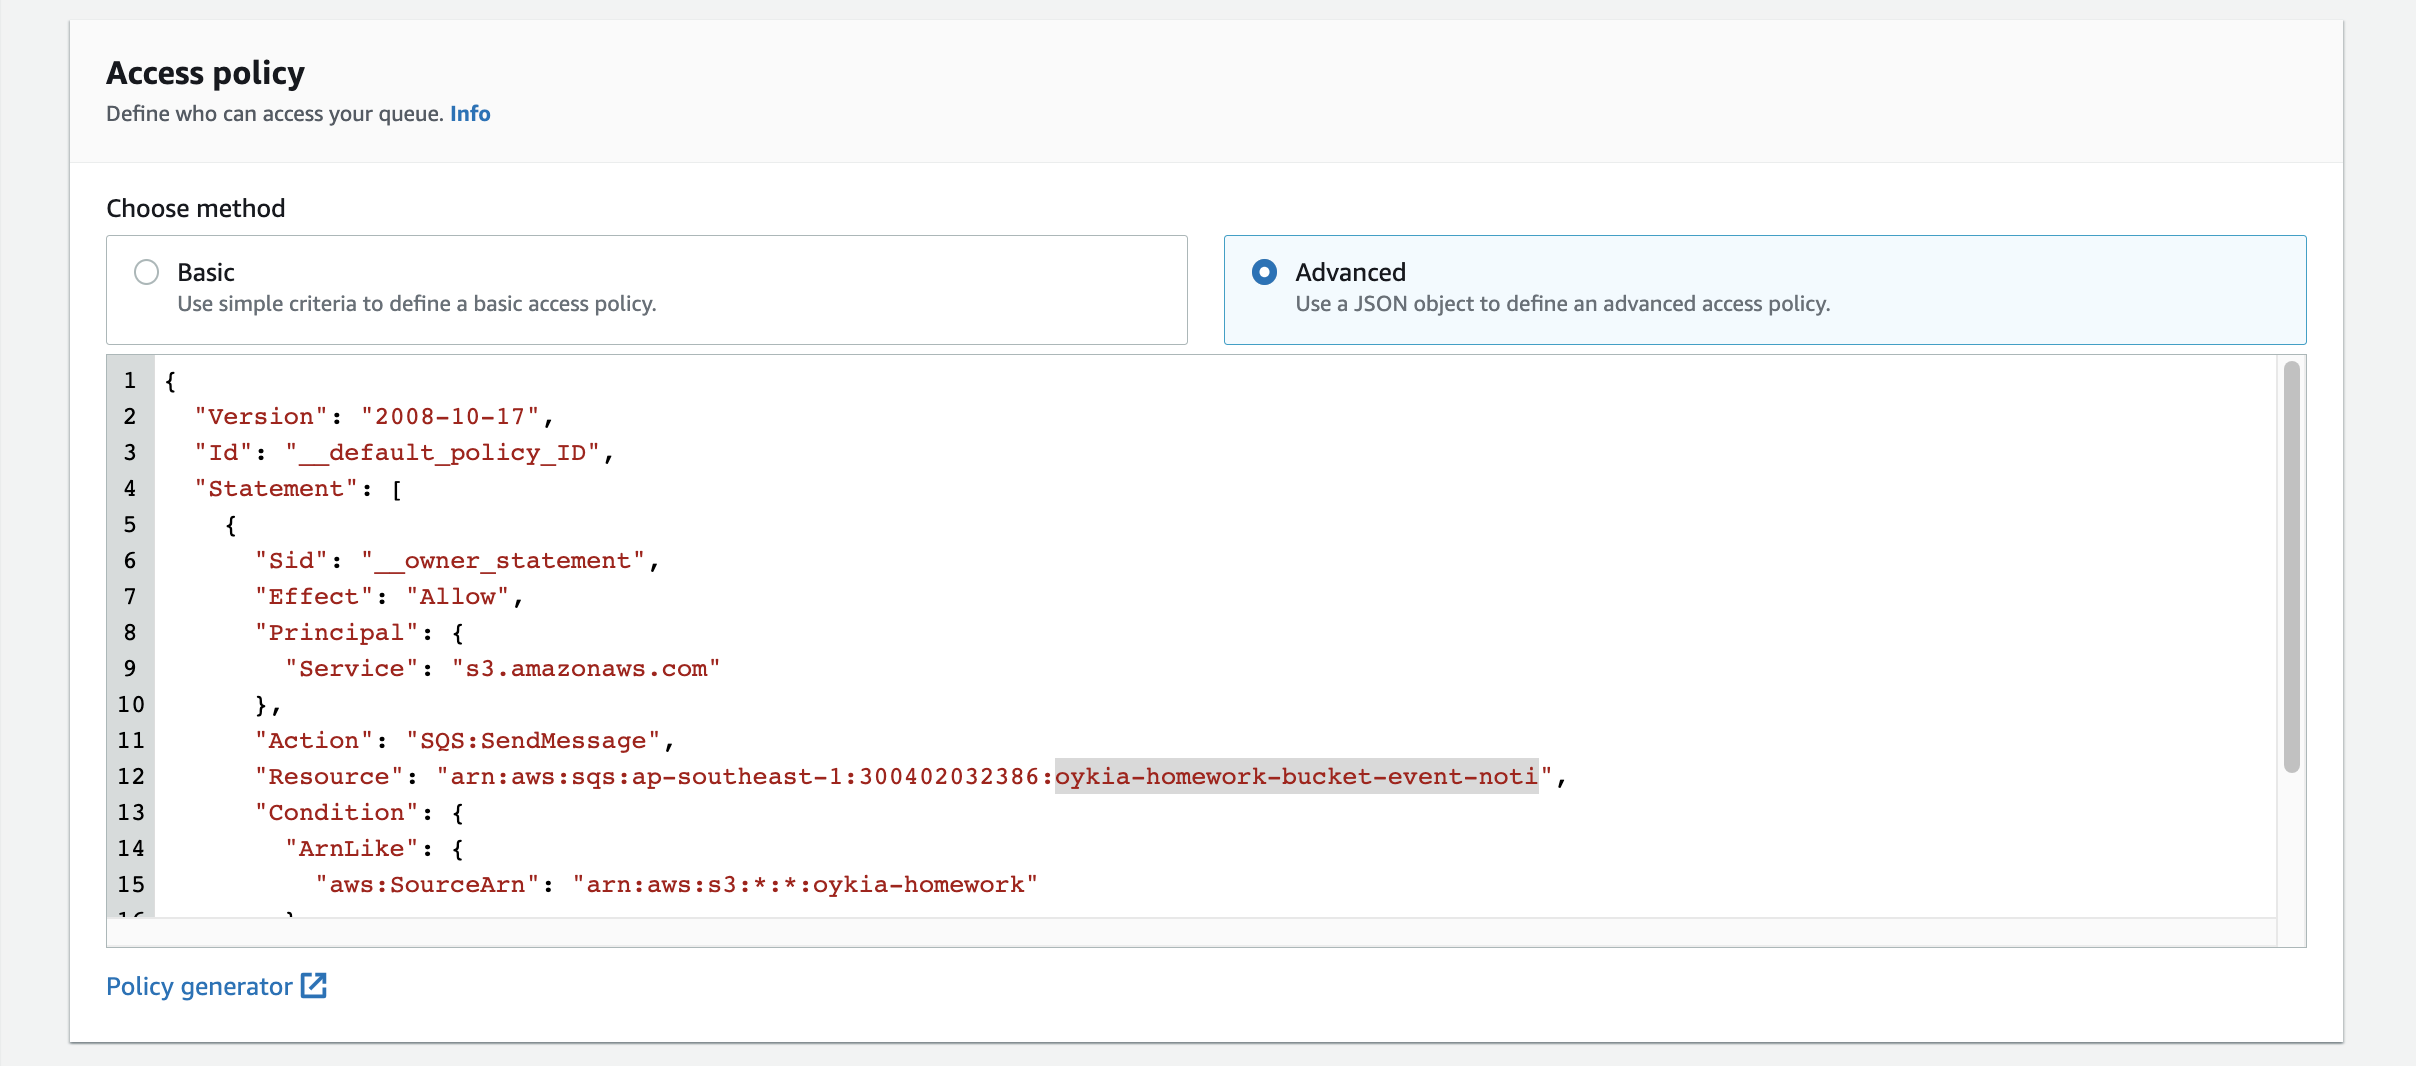 Access policy
Define who can access your queue. Info
Choose method
Basic
Use simple criteria to define a basic access policy.
Advanced
Use a JSON object to define an advanced access policy.
1 {
2 "Version": "2008-10-17",
3 "Id": "__default_policy_ID",
4 "Statement": [
5 {
6 "Sid": "__owner_statement",
7 "Effect": "Allow",
8 "Principal": {
9 "Service": "s3.amazonaws.com"
10 },
11 "Action": "SQS:SendMessage",
12 "Resource": "arn:aws:sqs:ap-southeast-1:300402032386:oykia-homework-bucket-event-noti",
13 "Condition": {
14 "ArnLike": {
15 "aws:SourceArn": "arn:aws:s3:*:*:oykia-homework"
16 }
Policy generator